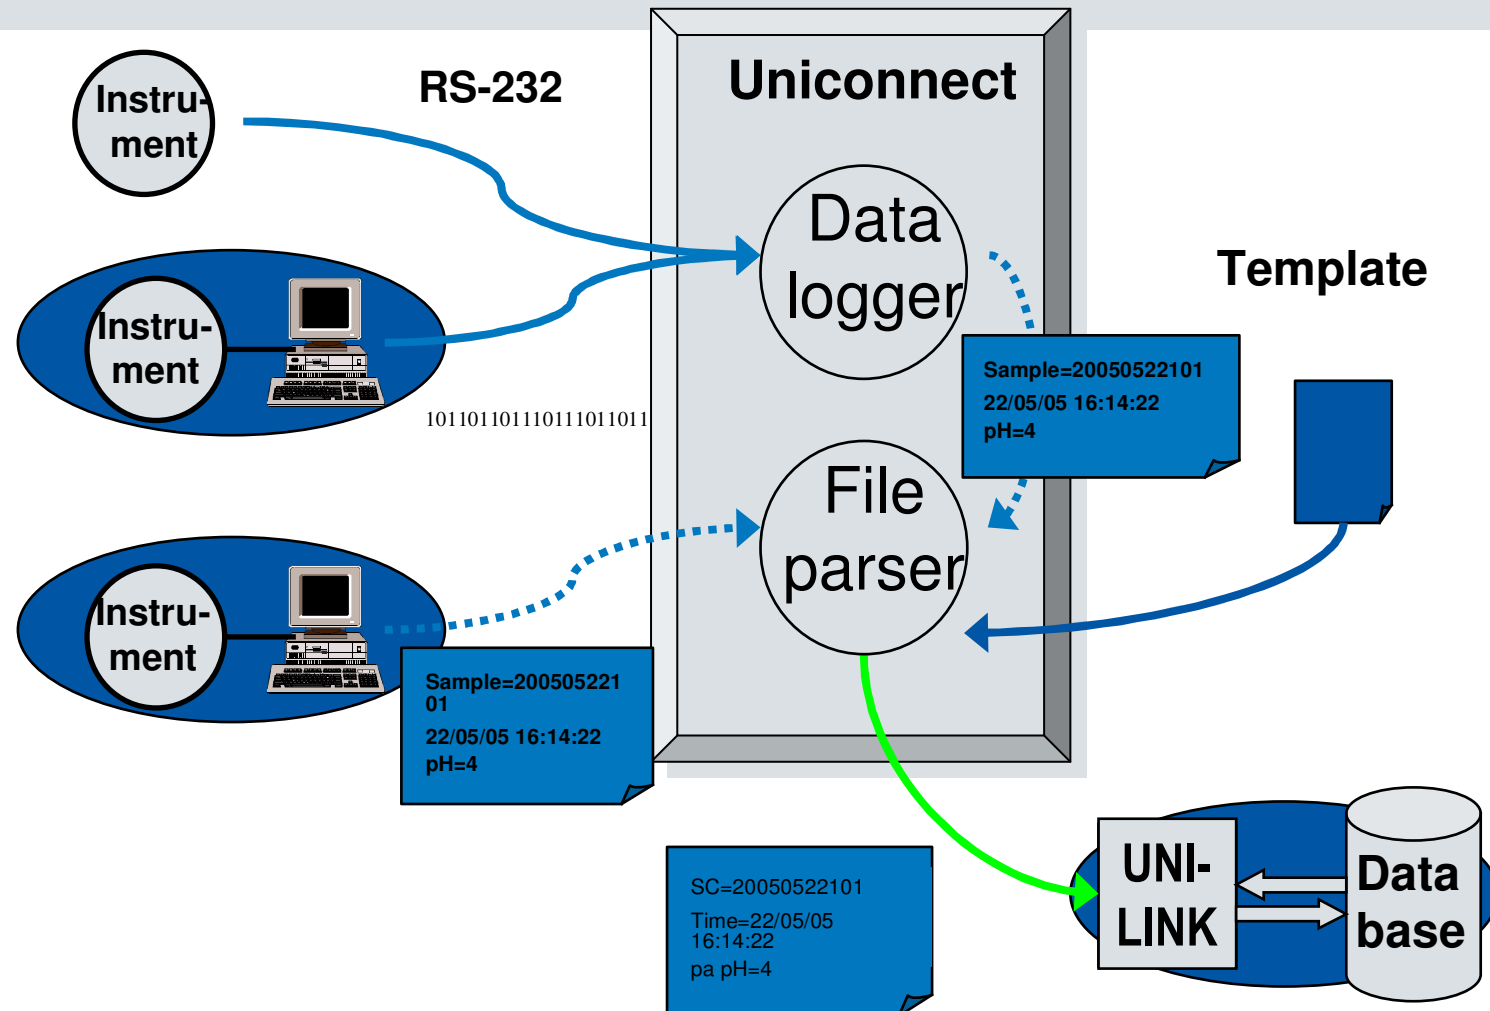 Instru-
ment
RS-232
Uniconnect
Data
logger
Template
Instru-
ment
Sample=20050522101
22/05/05 16:14:22
pH=4
1011011011101110110​11
File
parser
Instru-
ment
Sample=200505221
01
22/05/05 16:14:22
pH=4
SC=20050522101
Time=22/05/05
16:14:22
pa pH=4
UNI-
LINK
Data
base